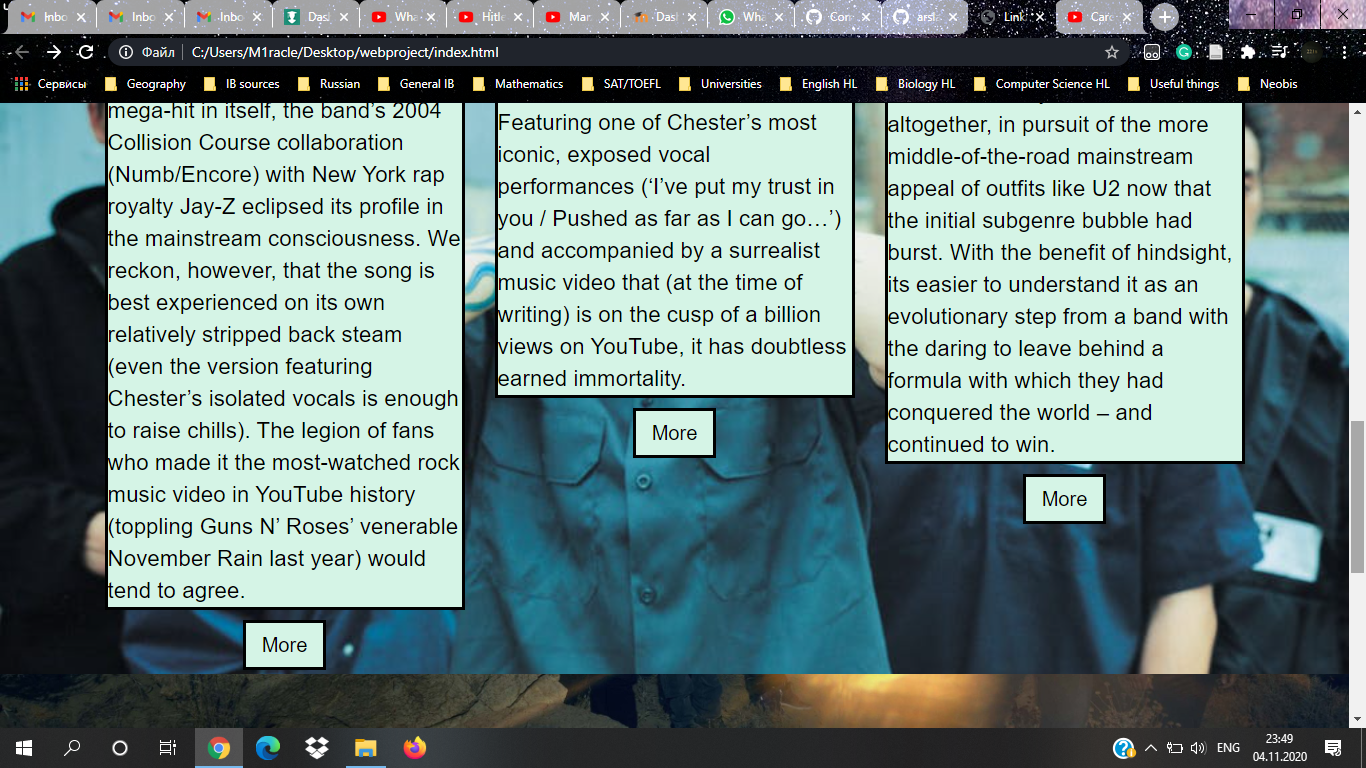 Inbo
Inbo
Inbo
Das
Wha
Hitle
Mar
Das
Wha
Con
arsl
Link
Car
Файл
C:/Users/M1racle/Desktop/webproject/index.html
Сервисы
Geography
IB sources
Russian
General IB
Mathematics
SAT/TOEFL
Universities
English HL
Biology HL
Computer Science HL
Useful things
Neobis
mega-hit in itself, the band’s 2004
Collision Course collaboration
(Numb/Encore) with New York rap
royalty Jay-Z eclipsed its profile in
the mainstream consciousness. We
reckon, however, that the song is
best experienced on its own
relatively stripped back steam
(even the version featuring
Chester’s isolated vocals is enough
to raise chills). The legion of fans
who made it the most-watched rock
music video in YouTube history
(toppling Guns N’ Roses’ venerable
November Rain last year) would
tend to agree.
More
Featuring one of Chester’s most
iconic, exposed vocal
performances (‘I’ve put my trust in
you / Pushed as far as I can go…’)
and accompanied by a surrealist
music video that (at the time of
writing) is on the cusp of a billion
views on YouTube, it has doubtless
earned immortality.
More
altogether, in pursuit of the more
middle-of-the-road mainstream
appeal of outfits like U2 now that
the initial subgenre bubble had
burst. With the benefit of hindsight,
its easier to understand it as an
evolutionary step from a band with
the daring to leave behind a
formula with which they had
conquered the world – and
continued to win.
More
ENG
23:49
04.11.2020